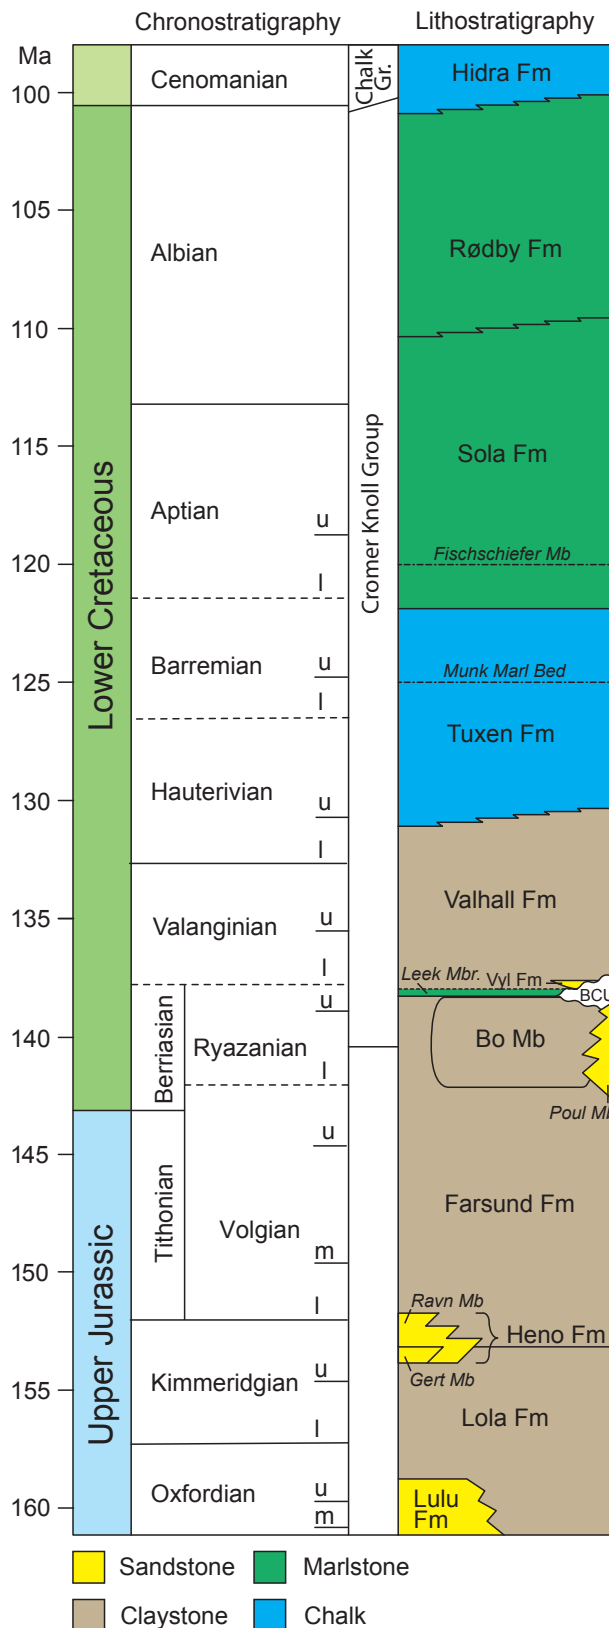 Chronostratigraphy Lithostratigraphy
Ma
Cenomanian
Chalk
Gr.
Hidra Fm
100
105
Albian
Rødby Fm
110
115
Lower Cretaceous
Aptian
u
l
Cromer Knoll Group
Sola Fm
Fischschiefer Mb
120
Barremian
u
l
Munk Marl Bed
125
Tuxen Fm
Hauterivian
u
l
130
Valhall Fm
135
Valanginian
u
l
Leek Mbr.
Vyl Fm
BCU
Berriasian
Ryazanian
u
l
140
Bo Mb
Poul Mb
145
Upper Jurassic
Tithonian
Volgian
u
m
l
Farsund Fm
150
Ravn Mb
Heno Fm
Gert Mb
155
Kimmeridgian
u
l
Lola Fm
Oxfordian
u
m
160
Lulu
Fm
Sandstone Marlstone
Claystone Chalk